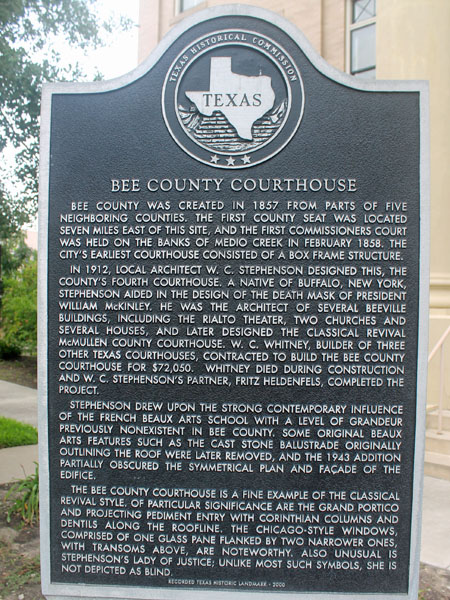 TEXAS HISTORICAL COMMISSION
TEXAS
BEE COUNTY COURTHOUSE
BEE COUNTY WAS CREATED IN 1857 FROM PARTS OF FIVE
NEIGHBORING COUNTIES. THE FIRST COUNTY SEAT WAS LOCATED
SEVEN MILES EAST OF THIS SITE, AND THE FIRST COMMISSIONERS COURT
WAS HELD ON THE BANKS OF MEDIO CREEK IN FEBRUARY 1858. THE
CITY'S EARLIEST COURTHOUSE CONSISTED OF A BOX FRAME STRUCTURE.
IN 1912, LOCAL ARCHITECT W. C. STEPHENSON DESIGNED THIS, THE
COUNTY'S FOURTH COURTHOUSE. A NATIVE OF BUFFALO, NEW YORK,
STEPHENSON AIDED IN THE DESIGN OF THE DEATH MASK OF PRESIDENT
WILLIAM McKINLEY. HE WAS THE ARCHITECT OF SEVERAL BEEVILLE
BUILDINGS, INCLUDING THE RIALTO THEATER, TWO CHURCHES AND
SEVERAL HOUSES, AND LATER DESIGNED THE CLASSICAL REVIVAL
McMULLEN COUNTY COURTHOUSE. W. C. WHITNEY, BUILDER OF THREE
OTHER TEXAS COURTHOUSES, CONTRACTED TO BUILD THE BEE COUNTY
COURTHOUSE FOR $72,050. WHITNEY DIED DURING CONSTRUCTION
AND W. C. STEPHENSON'S PARTNER, FRITZ HELDENFELS, COMPLETED THE
PROJECT.
STEPHENSON DREW UPON THE STRONG CONTEMPORARY INFLUENCE
OF THE FRENCH BEAUX ARTS SCHOOL WITH A LEVEL OF GRANDEUR
PREVIOUSLY NONEXISTENT IN BEE COUNTY. SOME ORIGINAL BEAUX
ARTS FEATURES SUCH AS THE CAST STONE BALUSTRADE ORIGINALLY
OUTLINING THE ROOF WERE LATER REMOVED, AND THE 1943 ADDITION
PARTIALLY OBSCURED THE SYMMETRICAL PLAN AND FAÇADE OF THE
EDIFICE.
THE BEE COUNTY COURTHOUSE IS A FINE EXAMPLE OF THE CLASSICAL
REVIVAL STYLE. OF PARTICULAR SIGNIFICANCE ARE THE GRAND PORTICO
AND PROJECTING PEDIMENT ENTRY WITH CORINTHIAN COLUMNS AND
DENTILS ALONG THE ROOFLINE. THE CHICAGO-STYLE WINDOWS,
COMPRISED OF ONE GLASS PANE FLANKED BY TWO NARROWER ONES,
WITH TRANSOMS ABOVE, ARE NOTEWORTHY. ALSO UNUSUAL IS
STEPHENSON'S LADY OF JUSTICE; UNLIKE MOST SUCH SYMBOLS, SHE IS
NOT DEPICTED AS BLIND.
RECORDED TEXAS HISTORIC LANDMARK - 2000